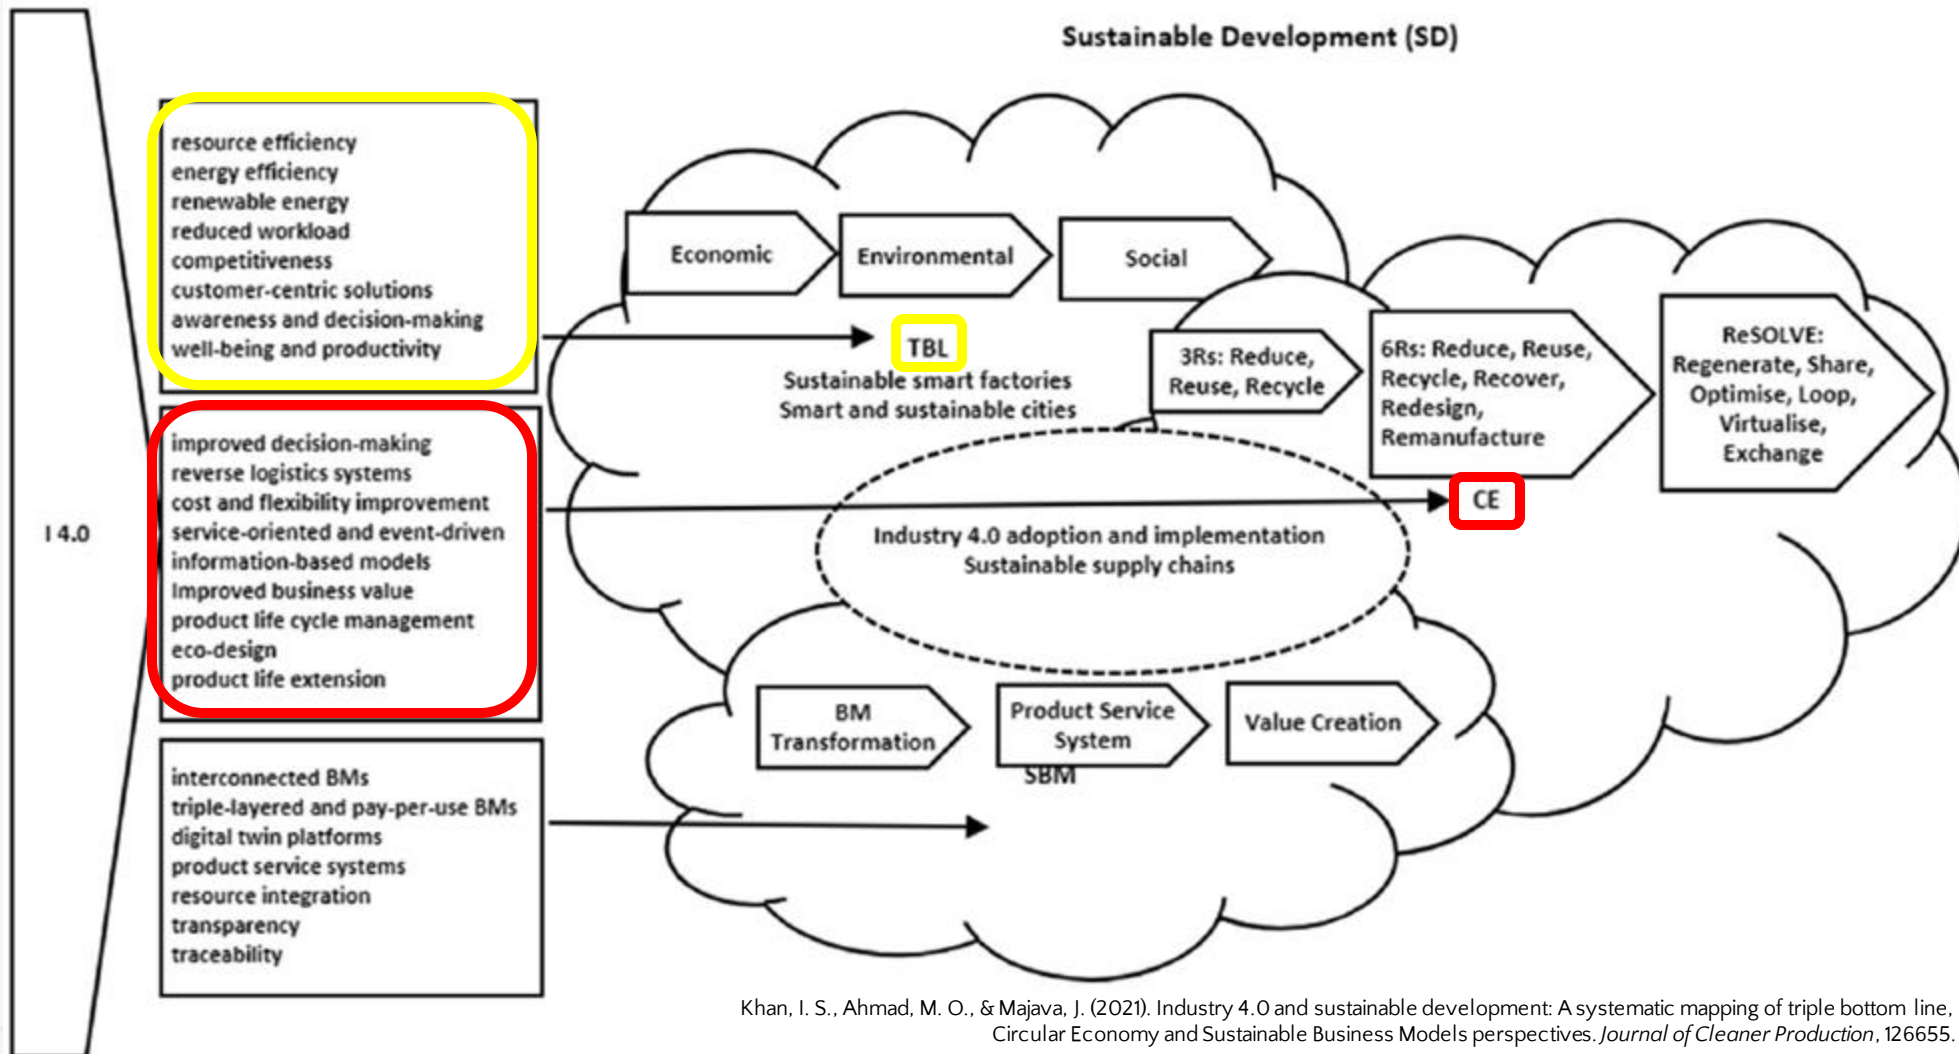 Sustainable Development (SD)
I 4.0
resource efficiency
energy efficiency
renewable energy
reduced workload
competitiveness
customer-centric solutions
awareness and decision-making
well-being and productivity
improved decision-making
reverse logistics systems
cost and flexibility improvement
service-oriented and event-driven
information-based models
Improved business value
product life cycle management
eco-design
product life extension
interconnected BMs
triple-layered and pay-per-use BMs
digital twin platforms
product service systems
resource integration
transparency
traceability
Economic
Environmental
Social
TBL
Sustainable smart factories
Smart and sustainable cities
3Rs: Reduce,
Reuse, Recycle
6Rs: Reduce, Reuse,
Recycle, Recover,
Redesign,
Remanufacture
ReSOLVE:
Regenerate, Share,
Optimise, Loop,
Virtualise,
Exchange
CE
Industry 4.0 adoption and implementation
Sustainable supply chains
BM
Transformation
Product Service
System
Value Creation
SBM
Khan, I. S., Ahmad, M. O., & Majava, J. (2021). Industry 4.0 and sustainable development: A systematic mapping of triple bottom line,
Circular Economy and Sustainable Business Models perspectives. Journal of Cleaner Production, 126655.